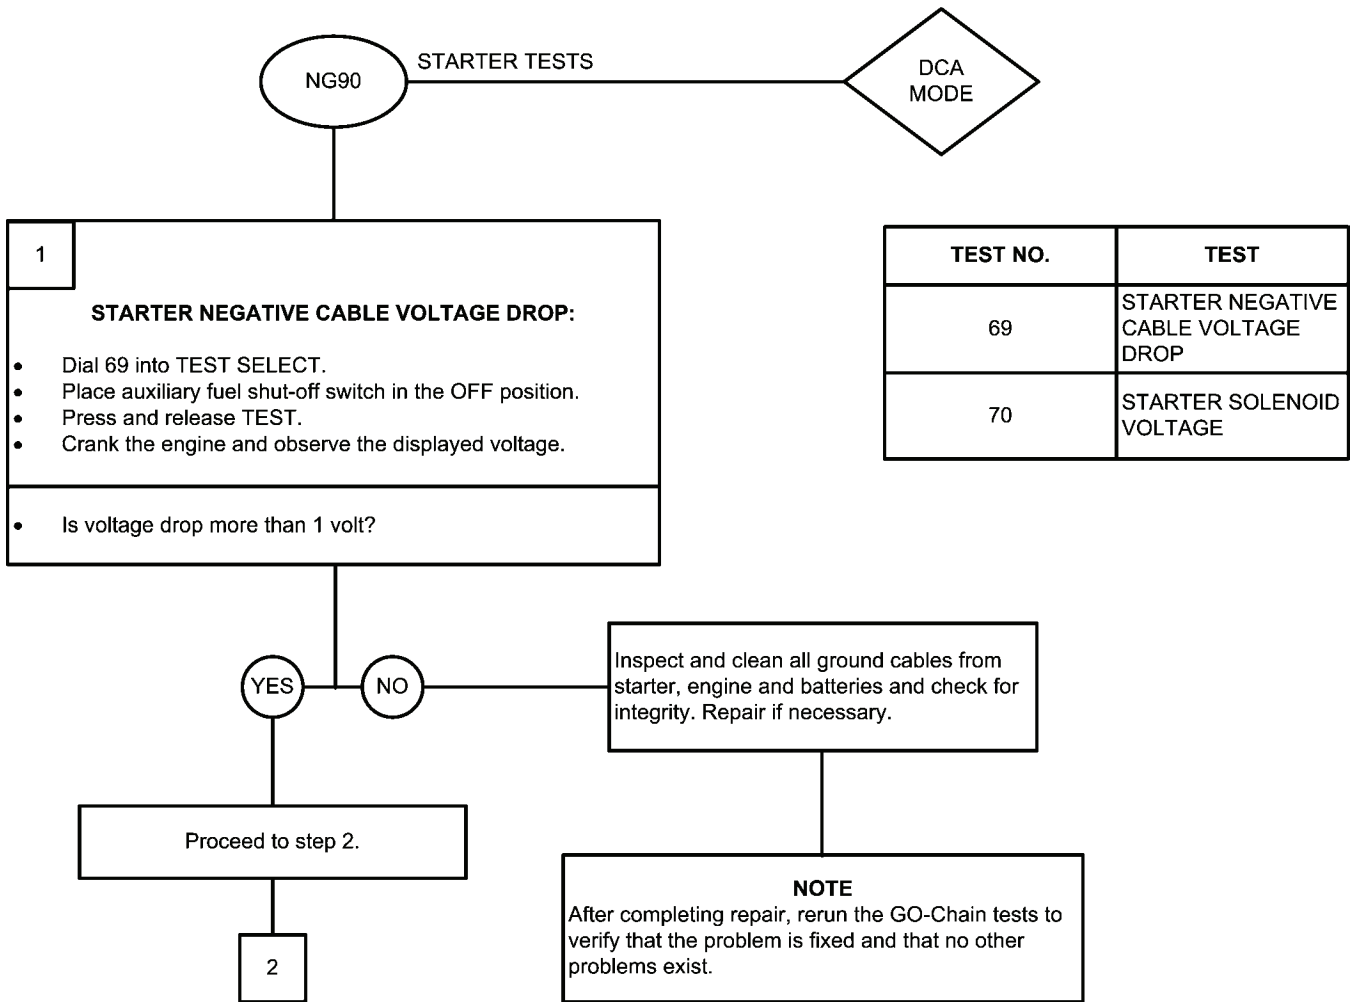 NG90
STARTER TESTS
DCA
MODE
1
STARTER NEGATIVE CABLE VOLTAGE DROP:
• Dial 69 into TEST SELECT.
• Place auxiliary fuel shut-off switch in the OFF position.
• Press and release TEST.
• Crank the engine and observe the displayed voltage.
• Is voltage drop more than 1 volt?
TEST NO.
TEST
69
STARTER NEGATIVE
CABLE VOLTAGE
DROP
70
STARTER SOLENOID
VOLTAGE
YES
NO
Inspect and clean all ground cables from
starter, engine and batteries and check for
integrity. Repair if necessary.
Proceed to step 2.
2
NOTE
After completing repair, rerun the GO-Chain tests to
verify that the problem is fixed and that no other
problems exist.